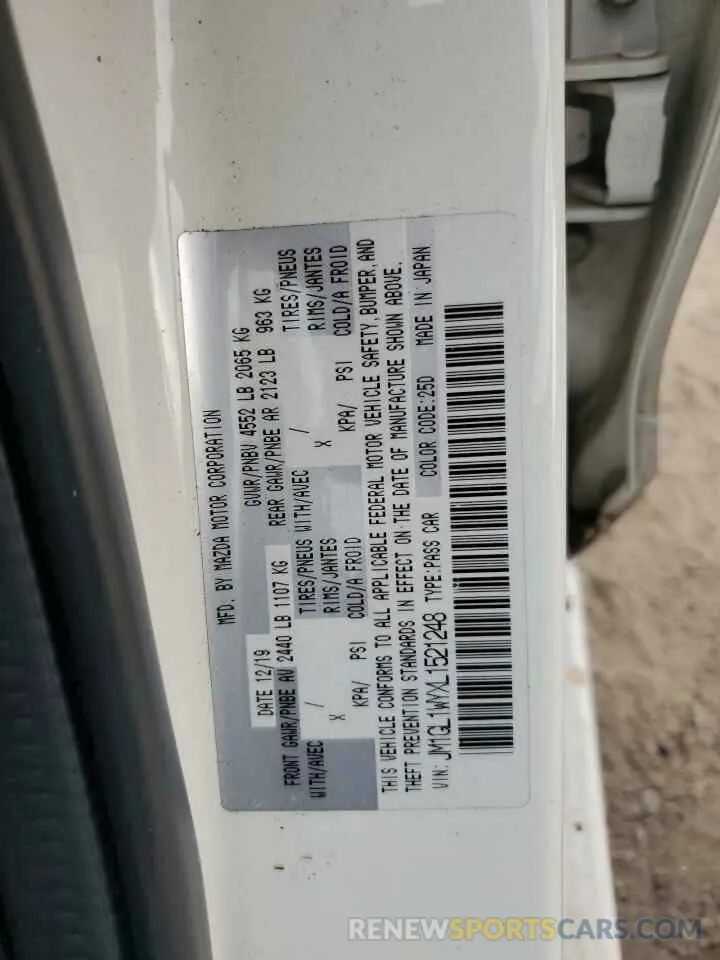 MFD. BY MAZDA MOTOR CORPORATION
DATE 12/19 GVWR/PNBV 4552 LB 2065 KG
FRONT GAWR/PNBE AV 2440 LB 1107 KG REAR GAWR/PNBE AR 2123 LB 963 KG
WITH/AVEC / TIRES/PNEUS WITH/AVEC / TIRES/PNEUS
X RIMS/JANTES X RIMS/JANTES
KPA/ PSI COLD/A FROID KPA/ PSI COLD/A FROID
THIS VEHICLE CONFORMS TO ALL APPLICABLE FEDERAL MOTOR VEHICLE SAFETY, BUMPER, AND
THEFT PREVENTION STANDARDS IN EFFECT ON THE DATE OF MANUFACTURE SHOWN ABOVE.
VIN: JM1GL1WYXL1521248 TYPE: PASS CAR COLOR CODE: 25D MADE IN JAPAN
RENEWSPORTSCARS.COM